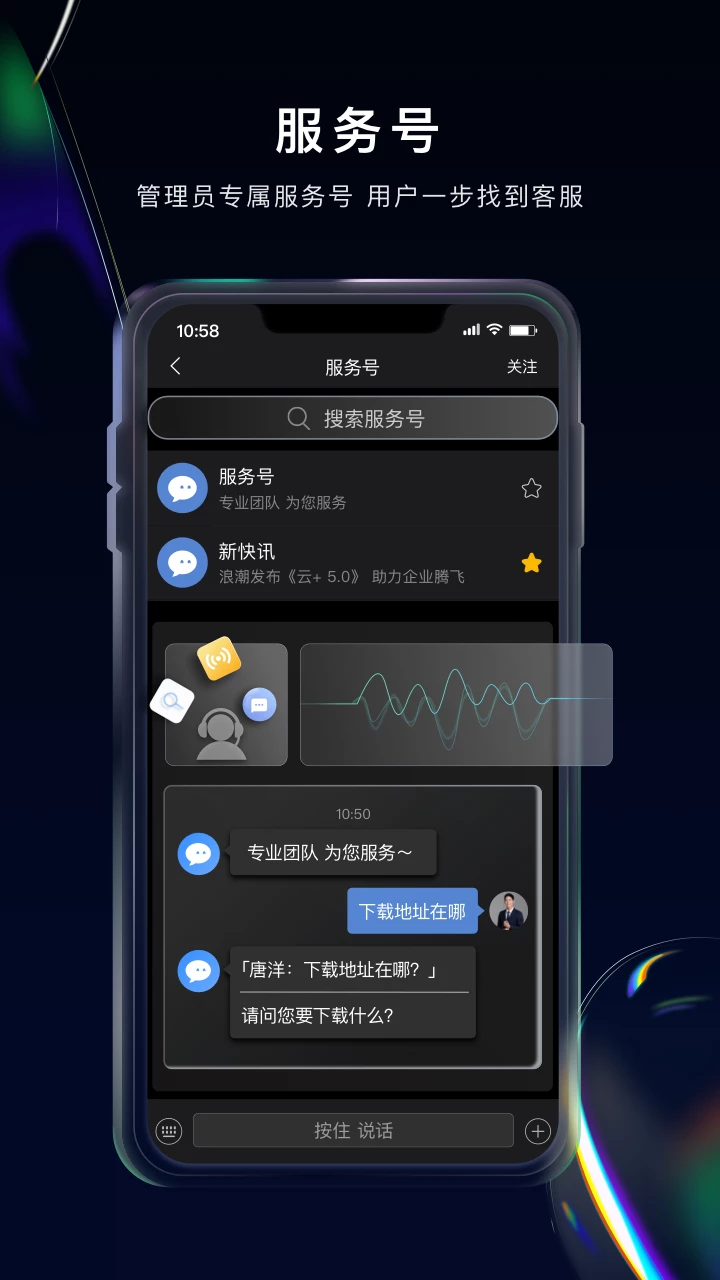 服务号
管理员专属服务号 用户一步找到客服
10:58
服务号
关注
搜索服务号
服务号
专业团队 为您服务
新快讯
浪潮发布《云+ 5.0》 助力企业腾飞
10:50
专业团队 为您服务～
下载地址在哪
「唐洋：下载地址在哪？」
请问您要下载什么？
按住 说话